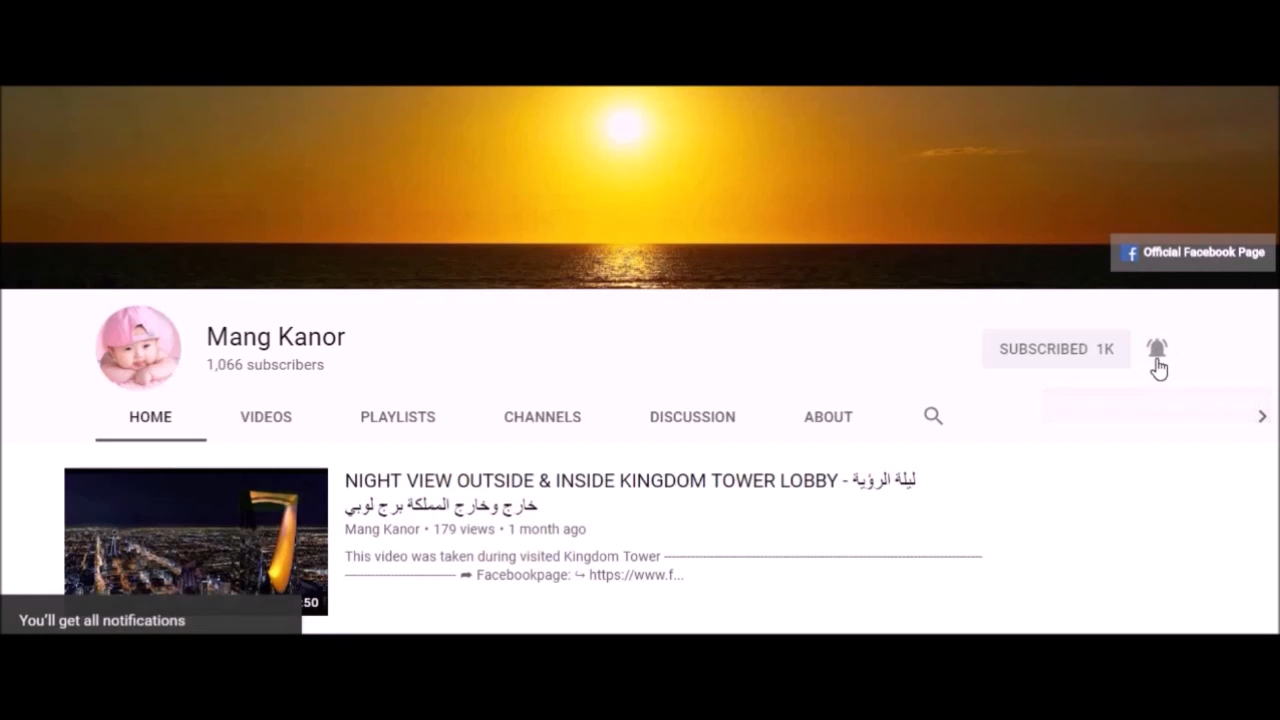 Official Facebook Page
Mang Kanor
1,066 subscribers
SUBSCRIBED 1K
HOME VIDEOS PLAYLISTS CHANNELS DISCUSSION ABOUT
NIGHT VIEW OUTSIDE & INSIDE KINGDOM TOWER LOBBY - ليلة الرؤية
خارج وخارج المملكة برج لوبي
Mang Kanor • 179 views • 1 month ago
This video was taken during visited Kingdom Tower ----------------------------------------------------------------
---------------------- ➦ Facebookpage: ↪ https://www.f...
:50
You'll get all notifications